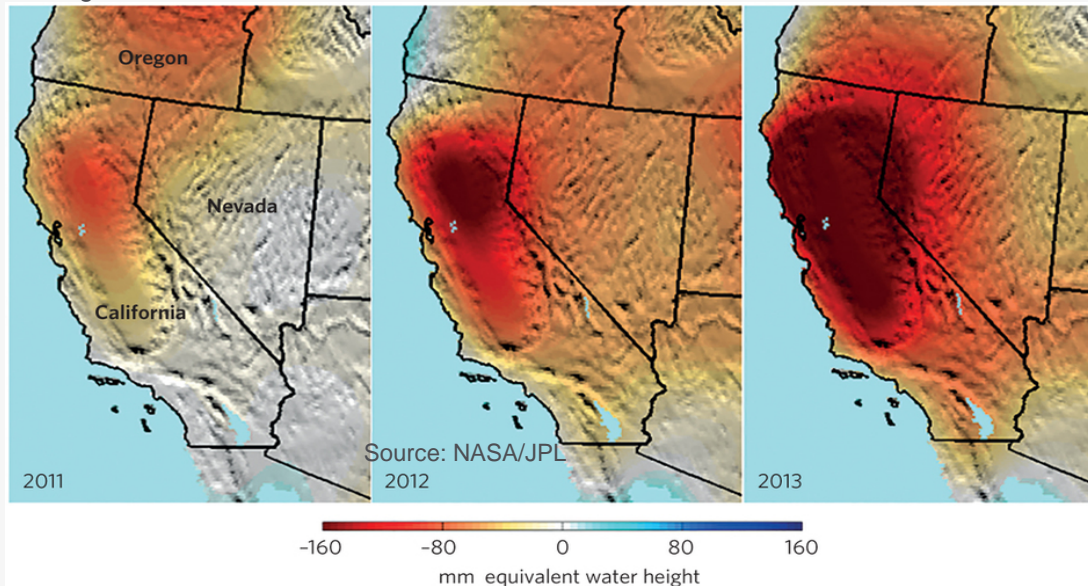 Oregon
Nevada
California
2011
Source: NASA/JPL
2012
2013
–160
–80
0
80
160
mm equivalent water height